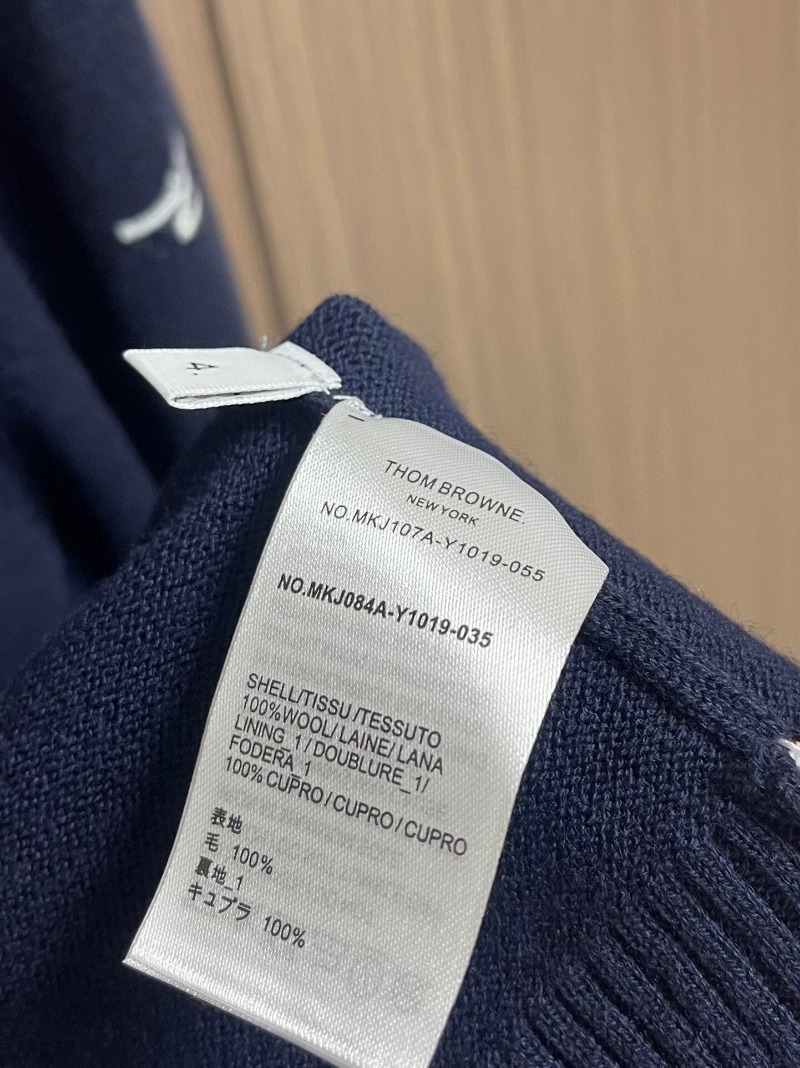 4.
THOM BROWNE.
NEW YORK
NO.MKJ107A-Y1019-055
NO.MKJ084A-Y1019-035
SHELL/TISSU/TESSUTO
100%WOOL/LAINE/LANA
LINING_1/DOUBLURE_1/
FODERA_1
100% CUPRO/CUPRO/CUPRO
表地
毛 100%
裏地_1
キュプラ 100%